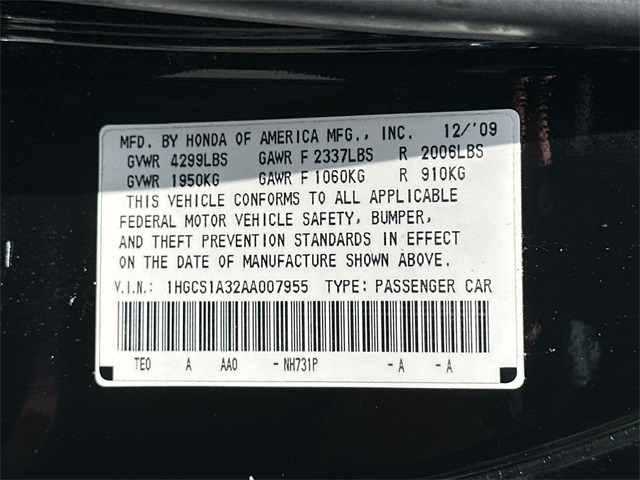 MFD. BY HONDA OF AMERICA MFG., INC. 12/'09
GVWR 4299LBS GAWR F 2337LBS R 2006LBS
GVWR 1950KG GAWR F 1060KG R 910KG
THIS VEHICLE CONFORMS TO ALL APPLICABLE
FEDERAL MOTOR VEHICLE SAFETY, BUMPER,
AND THEFT PREVENTION STANDARDS IN EFFECT
ON THE DATE OF MANUFACTURE SHOWN ABOVE.
V.I.N.: 1HGCS1A32AA007955 TYPE: PASSENGER CAR
TE0 A AA0 - NH731P - A - A